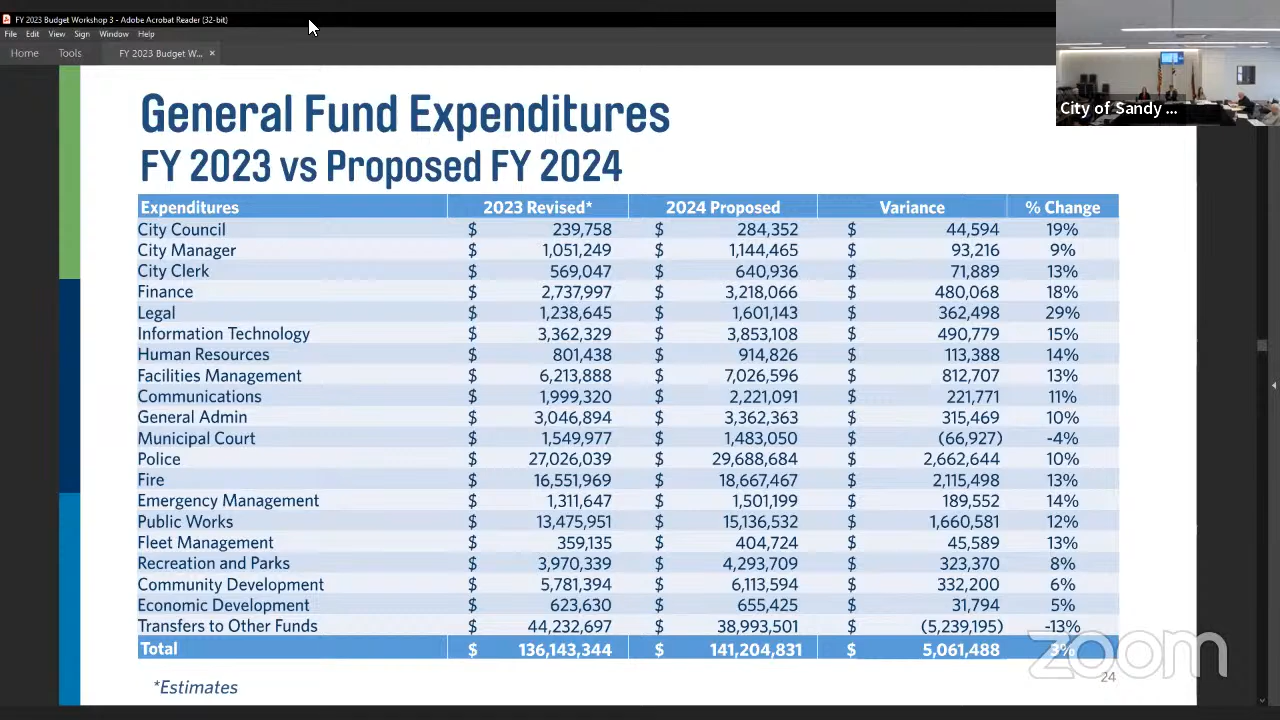 FY 2023 Budget Workshop 3 - Adobe Acrobat Reader (32-bit)
File Edit View Sign Window Help
Home Tools FY 2023 Budget W... ×
City of Sandy ...
General Fund Expenditures
FY 2023 vs Proposed FY 2024
Expenditures 2023 Revised* 2024 Proposed Variance % Change
City Council $ 239,758 $ 284,352 $ 44,594 19%
City Manager $ 1,051,249 $ 1,144,465 $ 93,216 9%
City Clerk $ 569,047 $ 640,936 $ 71,889 13%
Finance $ 2,737,997 $ 3,218,066 $ 480,068 18%
Legal $ 1,238,645 $ 1,601,143 $ 362,498 29%
Information Technology $ 3,362,329 $ 3,853,108 $ 490,779 15%
Human Resources $ 801,438 $ 914,826 $ 113,388 14%
Facilities Management $ 6,213,888 $ 7,026,596 $ 812,707 13%
Communications $ 1,999,320 $ 2,221,091 $ 221,771 11%
General Admin $ 3,046,894 $ 3,362,363 $ 315,469 10%
Municipal Court $ 1,549,977 $ 1,483,050 $ (66,927) -4%
Police $ 27,026,039 $ 29,688,684 $ 2,662,644 10%
Fire $ 16,551,969 $ 18,667,467 $ 2,115,498 13%
Emergency Management $ 1,311,647 $ 1,501,199 $ 189,552 14%
Public Works $ 13,475,951 $ 15,136,532 $ 1,660,581 12%
Fleet Management $ 359,135 $ 404,724 $ 45,589 13%
Recreation and Parks $ 3,970,339 $ 4,293,709 $ 323,370 8%
Community Development $ 5,781,394 $ 6,113,594 $ 332,200 6%
Economic Development $ 623,630 $ 655,425 $ 31,794 5%
Transfers to Other Funds $ 44,232,697 $ 38,993,501 $ (5,239,195) -13%
Total $ 136,143,344 $ 141,204,831 $ 5,061,488 3%
zoom
24
*Estimates